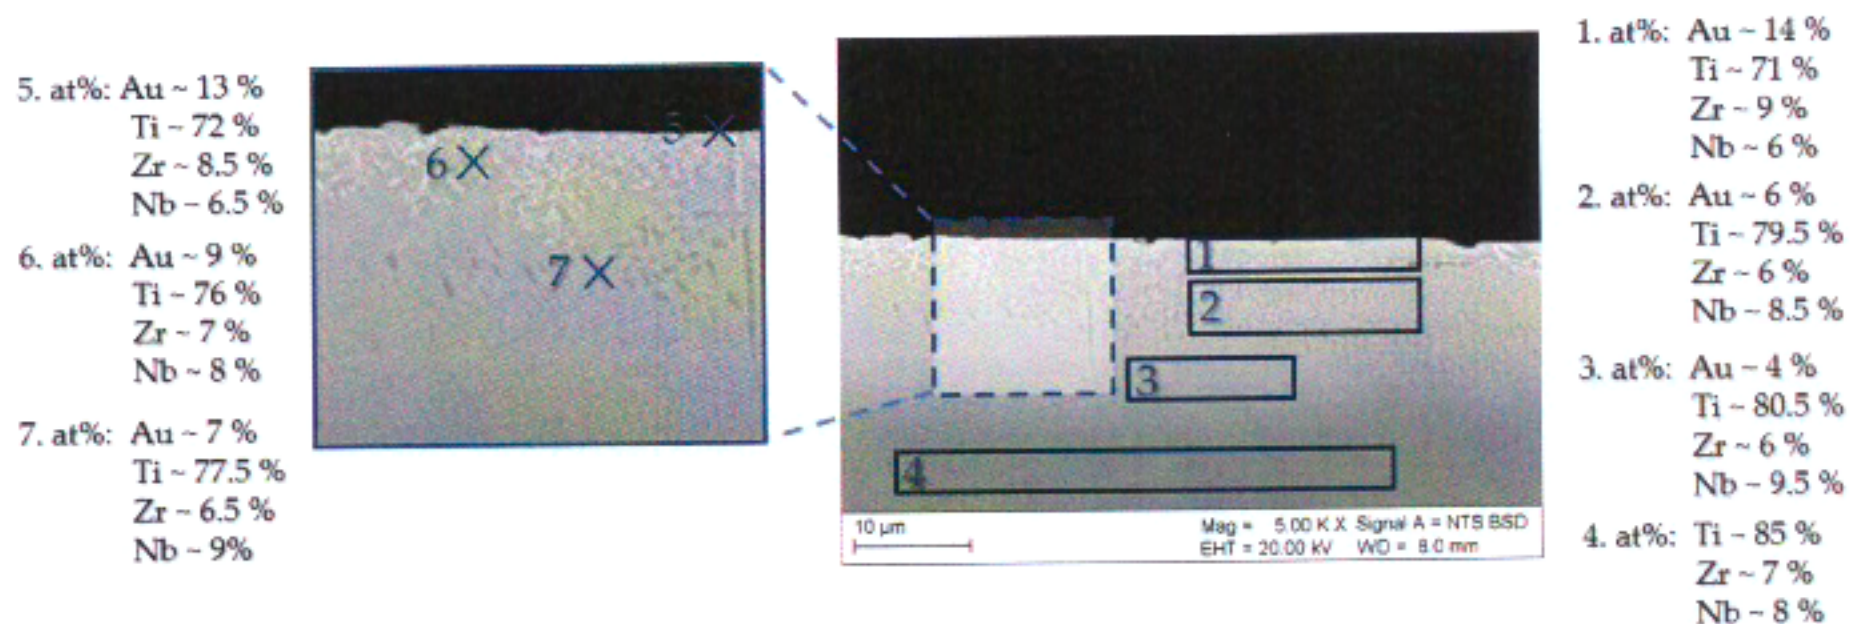 5. at%: Au ~ 13 %
Ti ~ 72 %
Zr ~ 8.5 %
Nb ~ 6.5 %
6. at%: Au ~ 9 %
Ti ~ 76 %
Zr ~ 7 %
Nb ~ 8 %
7. at%: Au ~ 7 %
Ti ~ 77.5 %
Zr ~ 6.5 %
Nb ~ 9%
5
6
7
1
2
3
4
10 µm
Mag = 5.00 K X Signal A = NTS BSD
EHT = 20.00 kV WD = 8.0 mm
1. at%: Au ~ 14 %
Ti ~ 71 %
Zr ~ 9 %
Nb ~ 6 %
2. at%: Au ~ 6 %
Ti ~ 79.5 %
Zr ~ 6 %
Nb ~ 8.5 %
3. at%: Au ~ 4 %
Ti ~ 80.5 %
Zr ~ 6 %
Nb ~ 9.5 %
4. at%: Ti ~ 85 %
Zr ~ 7 %
Nb ~ 8 %